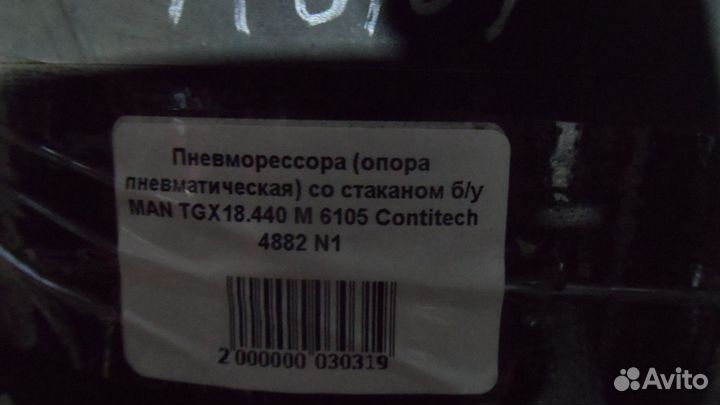 Пневморессора (опора
пневматическая) со стаканом б/у
MAN TGX18.440 M 6105 Contitech
4882 N1
2 000000 030319
Avito